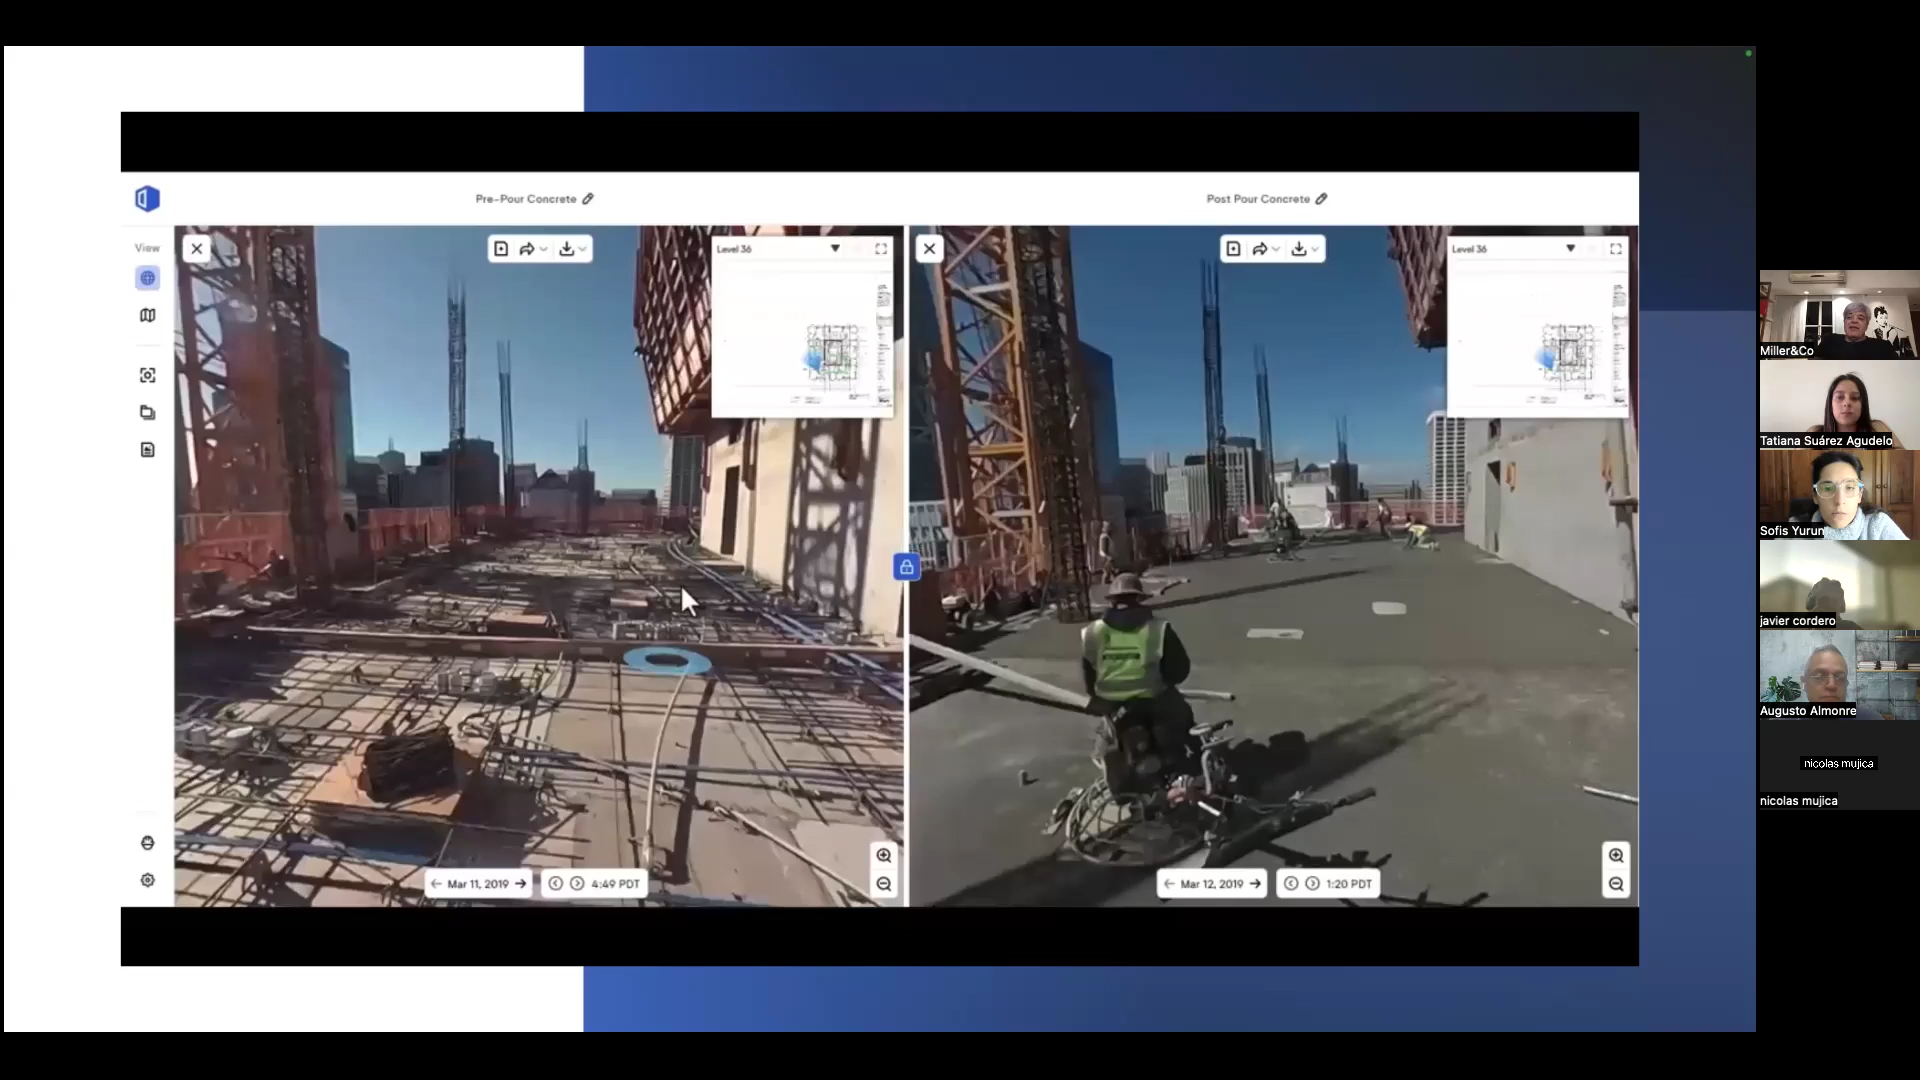 Pre-Pour Concrete
Post Pour Concrete
View
Level 36
Level 36
Mar 11, 2019
4:49 PDT
Mar 12, 2019
1:20 PDT
Miller&Co
Tatiana Suárez Agudelo
Sofis Yurun
javier cordero
Augusto Almonre
nicolas mujica
nicolas mujica